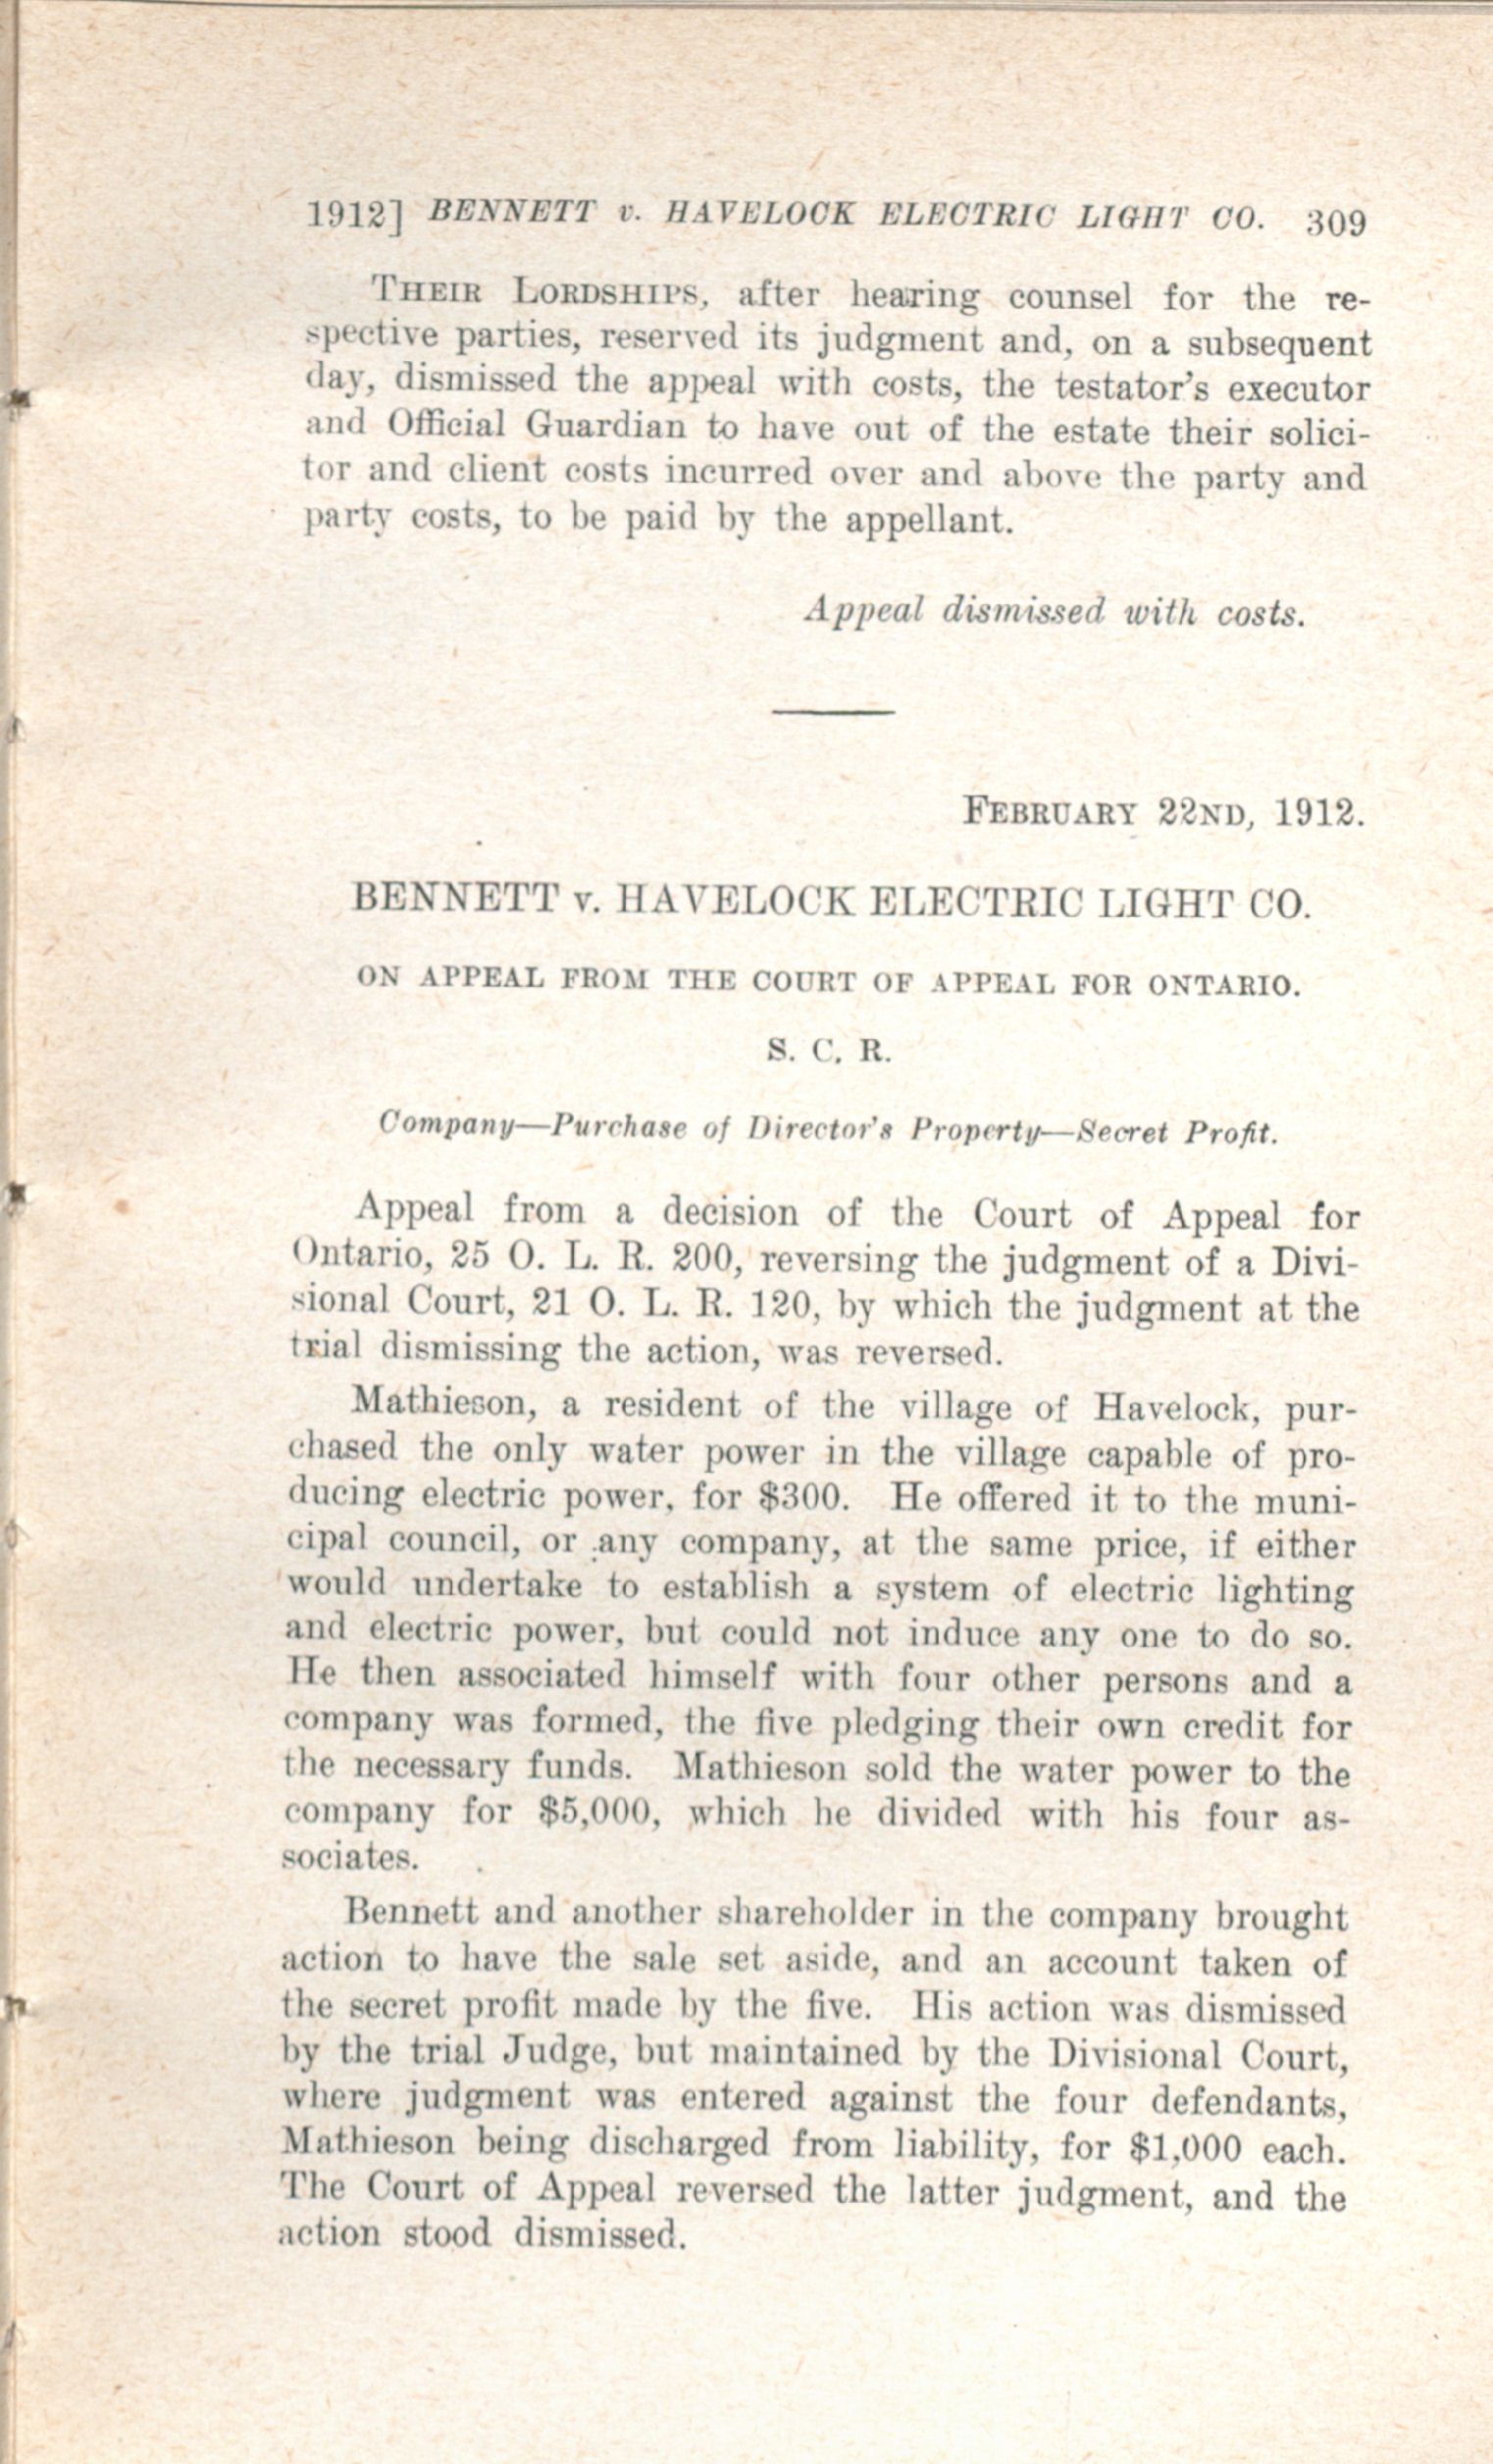 1912] BENNETT v. HAVELOCK ELECTRIC LIGHT CO. 309
THEIR LORDSHIPS, after hearing counsel for the re-
spective parties, reserved its judgment and, on a subsequent
day, dismissed the appeal with costs, the testator's executor
and Official Guardian to have out of the estate their solici-
tor and client costs incurred over and above the party and
party costs, to be paid by the appellant.
Appeal dismissed with costs.
FEBRUARY 22ND, 1912.
BENNETT v. HAVELOCK ELECTRIC LIGHT CO.
ON APPEAL FROM THE COURT OF APPEAL FOR ONTARIO.
S. C. R.
Company—Purchase of Director's Property—Secret Profit.
Appeal from a decision of the Court of Appeal for
Ontario, 25 O. L. R. 200, reversing the judgment of a Divi-
sional Court, 21 O. L. R. 120, by which the judgment at the
trial dismissing the action, was reversed.
Mathieson, a resident of the village of Havelock, pur-
chased the only water power in the village capable of pro-
ducing electric power, for $300. He offered it to the muni-
cipal council, or any company, at the same price, if either
would undertake to establish a system of electric lighting
and electric power, but could not induce any one to do so.
He then associated himself with four other persons and a
company was formed, the five pledging their own credit for
the necessary funds. Mathieson sold the water power to the
company for $5,000, which he divided with his four as-
sociates.
Bennett and another shareholder in the company brought
action to have the sale set aside, and an account taken of
the secret profit made by the five. His action was dismissed
by the trial Judge, but maintained by the Divisional Court,
where judgment was entered against the four defendants,
Mathieson being discharged from liability, for $1,000 each.
The Court of Appeal reversed the latter judgment, and the
action stood dismissed.